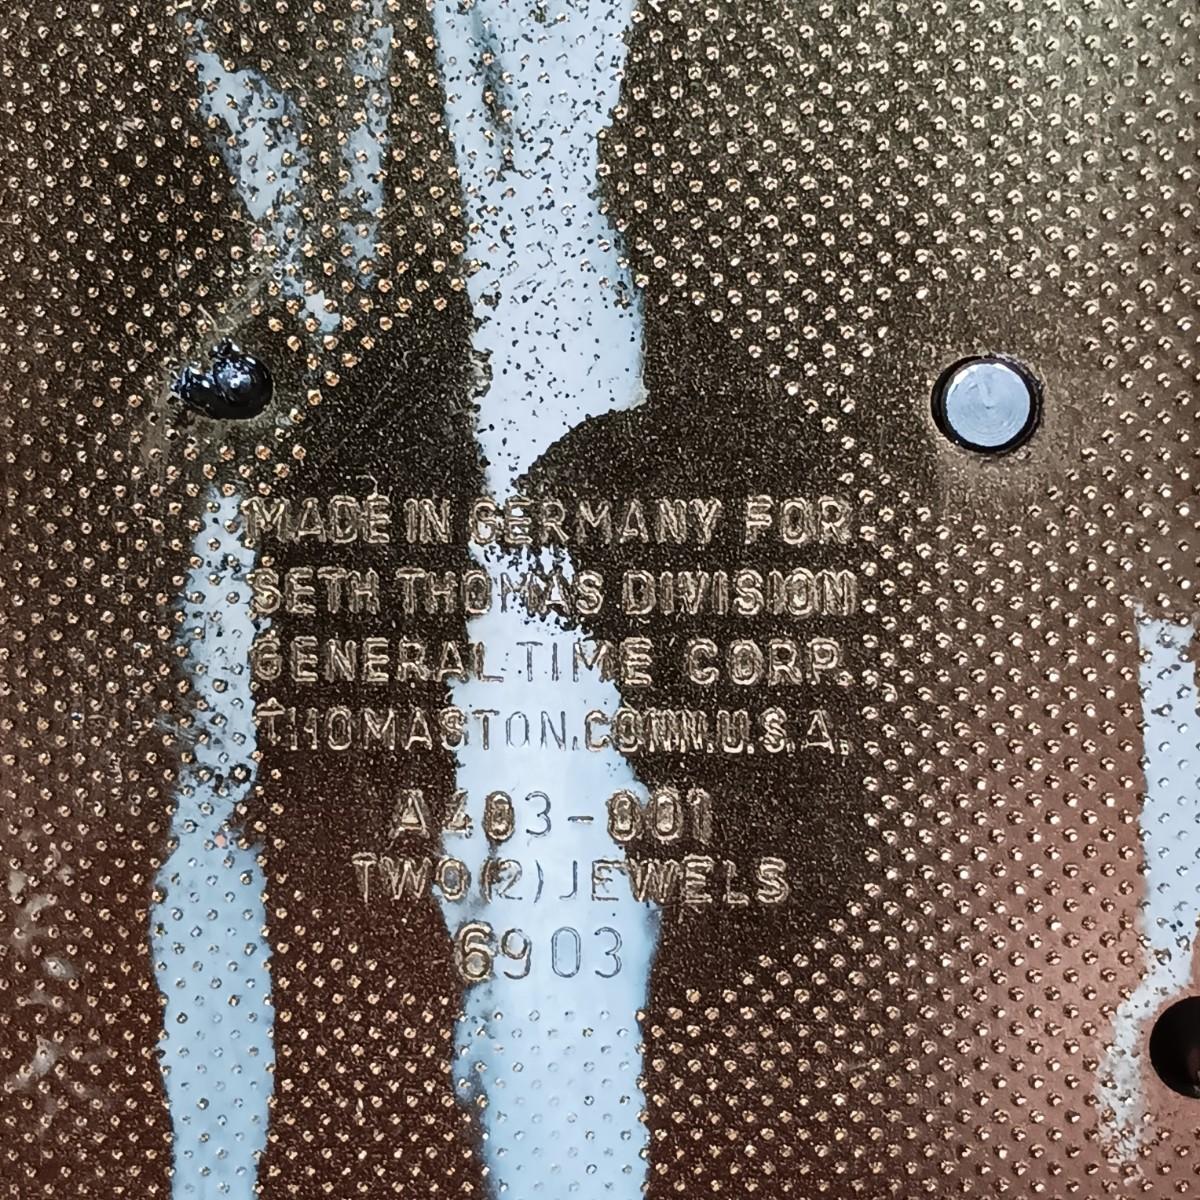 MADE IN GERMANY FOR
SETH THOMAS DIVISION
GENERAL TIME CORP.
THOMASTON.CONN.U.S.A.
A403-001
TWO(2)JEWELS
6903